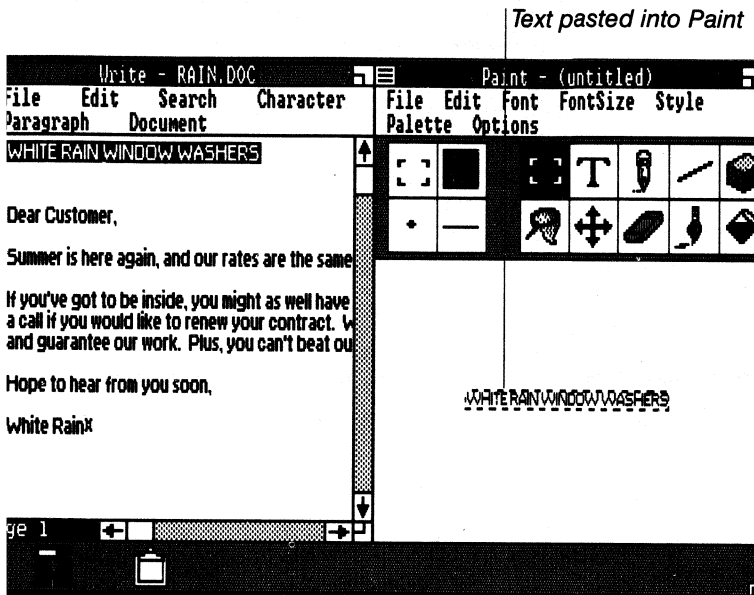 Text pasted into Paint
Write - RAIN.DOC
File Edit Search Character
Paragraph Document
WHITE RAIN WINDOW WASHERS
Dear Customer,
Summer is here again, and our rates are the same
If you've got to be inside, you might as well have
a call if you would like to renew your contract. W
and guarantee our work. Plus, you can't beat ou
Hope to hear from you soon,
White Rain¤
ge 1
Paint - (untitled)
File Edit Font FontSize Style
Palette Options
T
WHITE RAIN WINDOW WASHERS